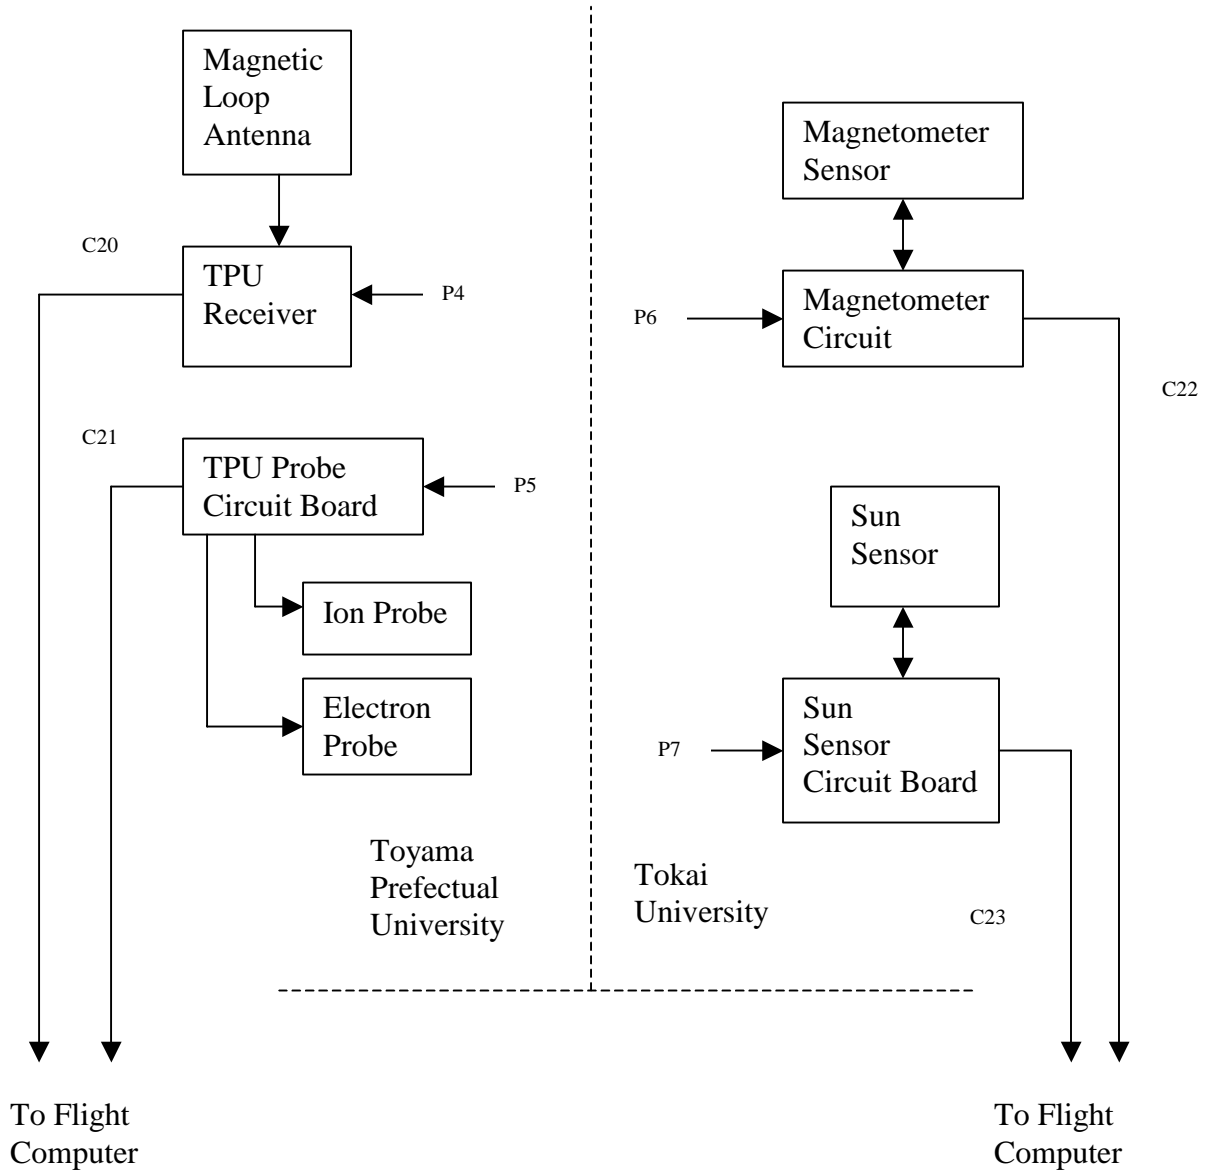 Magnetic
Loop
Antenna
C20
TPU
Receiver
P4
C21
TPU Probe
Circuit Board
P5
Ion Probe
Electron
Probe
Toyama
Prefectual
University
To Flight
Computer
Magnetometer
Sensor
P6
Magnetometer
Circuit
C22
Sun
Sensor
P7
Sun
Sensor
Circuit Board
Tokai
University
C23
To Flight
Computer